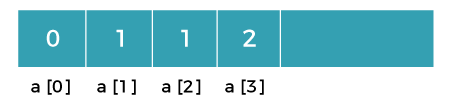 0 1 1 2
a [0] a [1] a [2] a [3]